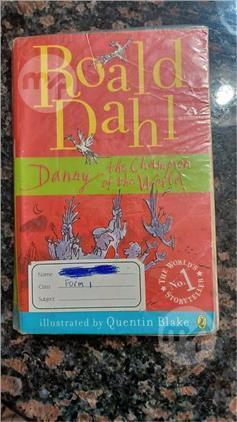 Roald
Dahl
Danny the Champion
of the World
THE WORLD'S
No. 1
STORYTELLER
Name:
Class: Form 1
Subject:
illustrated by Quentin Blake